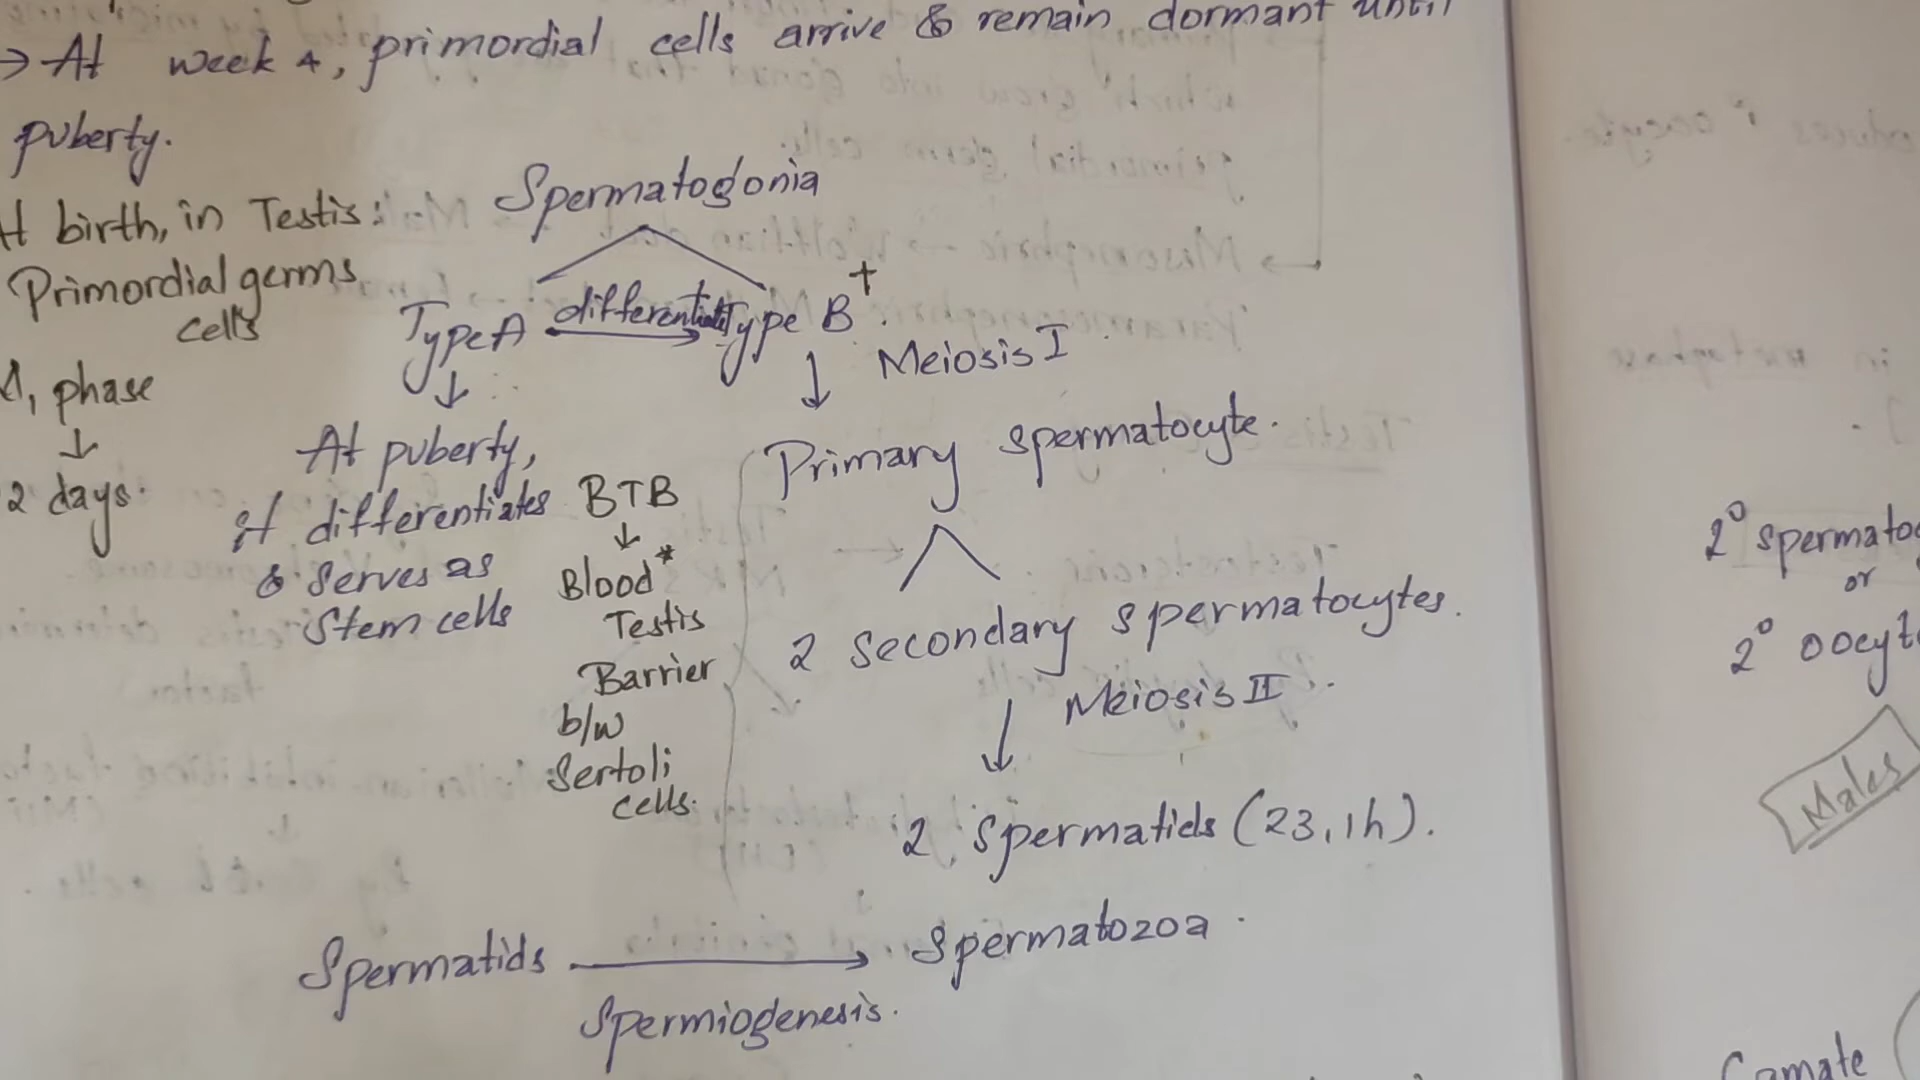 → At week 4, primordial cells arrive & remain dormant until
puberty.
At birth, in Testis:
Primordial germs
cells
phase
↓
2 days.
Spermatogonia
Type A differentiates Type B +
↓
At puberty,
it differentiates
& serves as
stem cells
↓ Meiosis I
Primary spermatocyte.
BTB
↓
Blood *
Testis
Barrier
b/w
Sertoli
cells.
2 secondary spermatocytes.
↓ Meiosis II
2 spermatids (23, 1h).
Spermatids → Spermatozoa
Spermiogenesis.
2°
or
2°
Males
Gamate